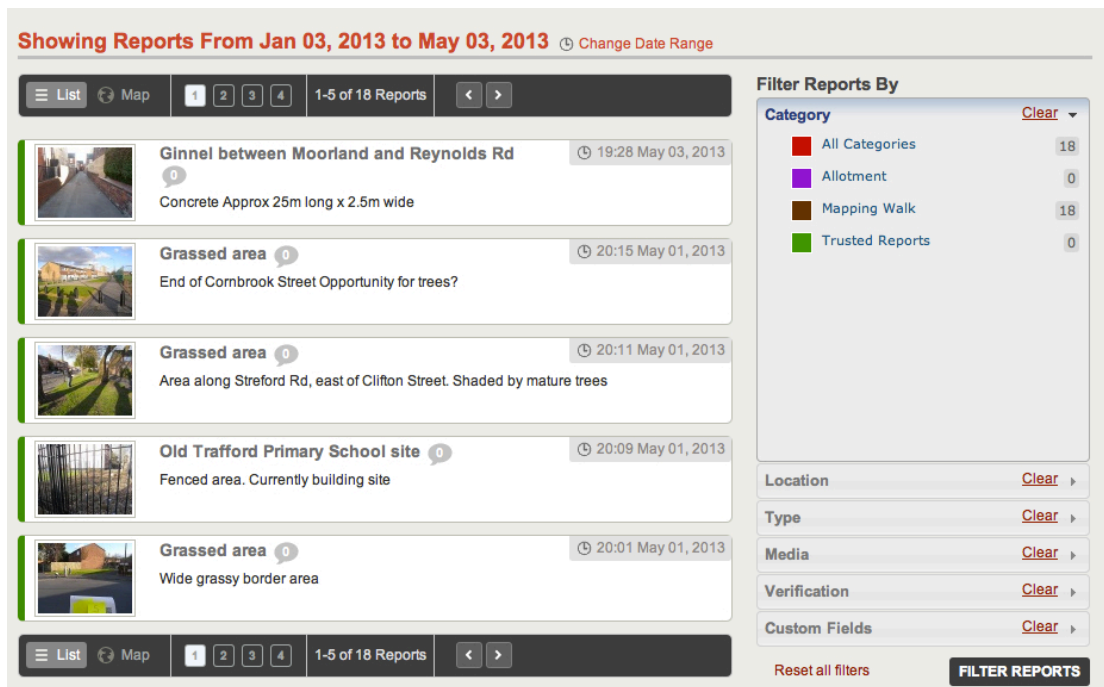 Showing Reports From Jan 03, 2013 to May 03, 2013 Change Date Range
List Map 1 2 3 4 1-5 of 18 Reports < >
Ginnel between Moorland and Reynolds Rd 19:28 May 03, 2013
0
Concrete Approx 25m long x 2.5m wide
Grassed area 0 20:15 May 01, 2013
End of Cornbrook Street Opportunity for trees?
Grassed area 0 20:11 May 01, 2013
Area along Streford Rd, east of Clifton Street. Shaded by mature trees
Old Trafford Primary School site 0 20:09 May 01, 2013
Fenced area. Currently building site
Grassed area 0 20:01 May 01, 2013
Wide grassy border area
List Map 1 2 3 4 1-5 of 18 Reports < >
Filter Reports By
Category Clear
All Categories 18
Allotment 0
Mapping Walk 18
Trusted Reports 0
Location Clear
Type Clear
Media Clear
Verification Clear
Custom Fields Clear
Reset all filters FILTER REPORTS